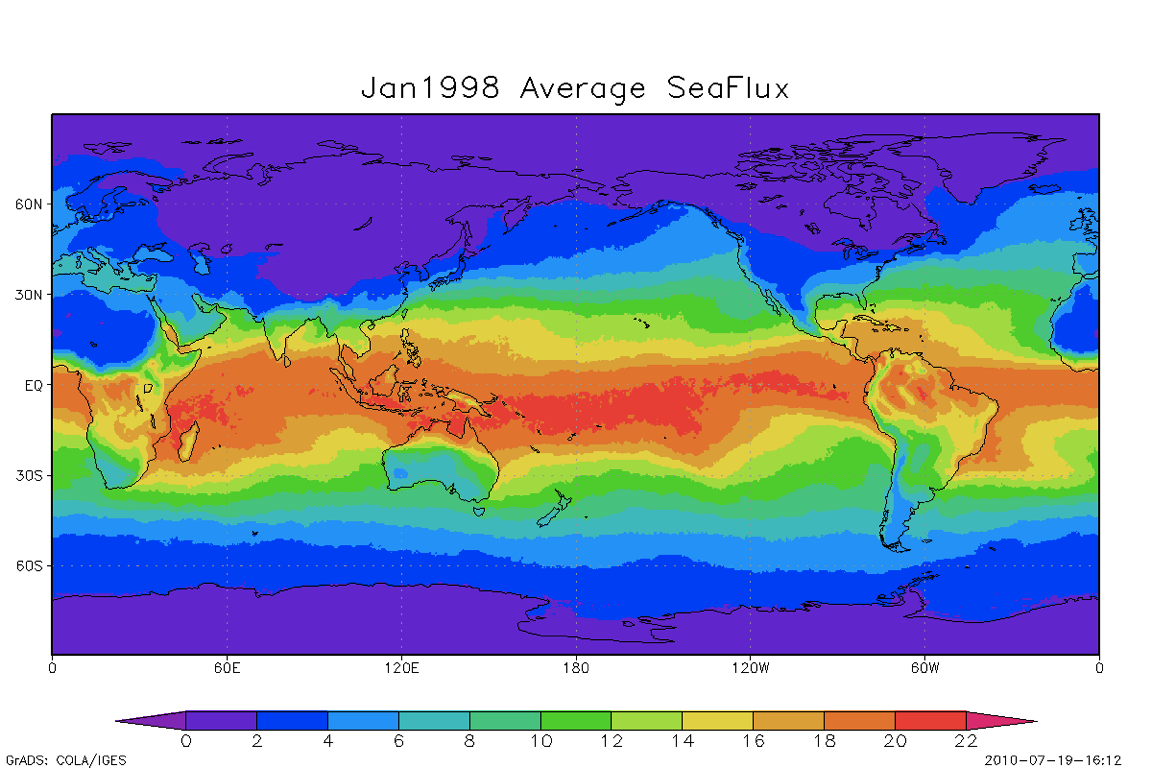 Jan1998 Average SeaFlux
60N
30N
EQ
30S
60S
0 60E 120E 180 120W 60W 0
0 2 4 6 8 10 12 14 16 18 20 22
GrADS: COLA/IGES 2010-07-19-16:12